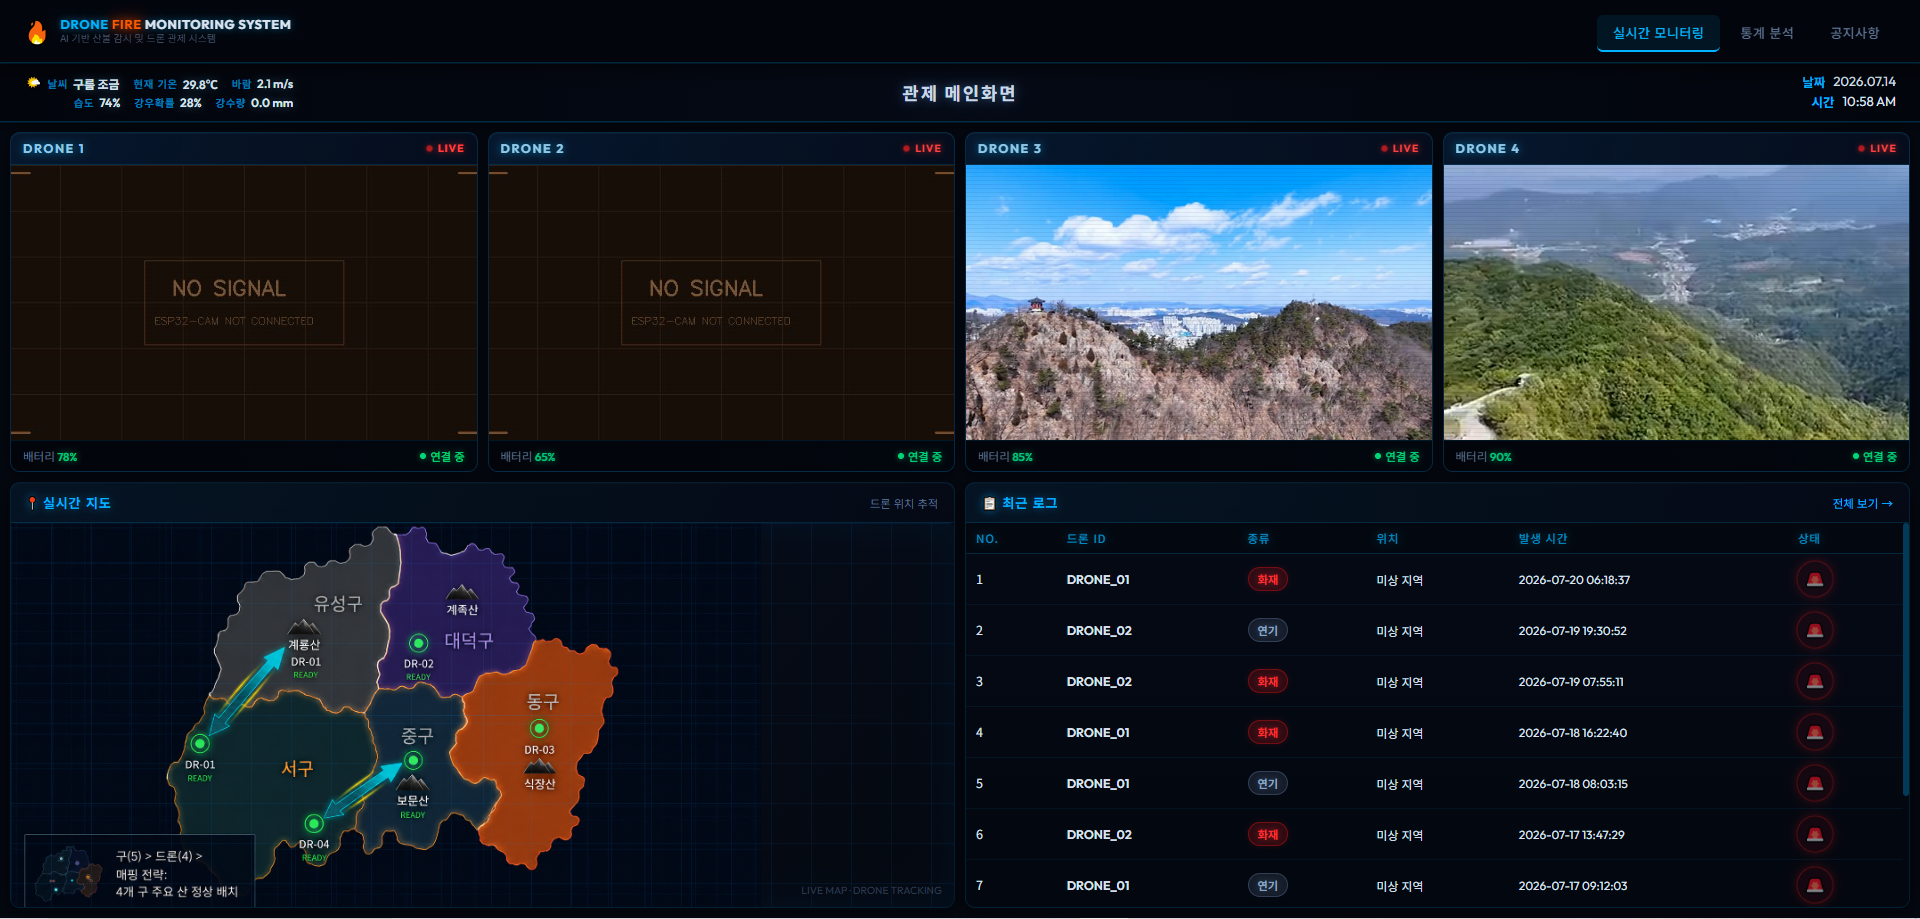 DRONE FIRE MONITORING SYSTEM
AI 기반 산불 감시 및 드론 관제 시스템
실시간 모니터링
통계 분석
공지사항
날씨 구름 조금 현재 기온 29.8°C 바람 2.1 m/s
습도 74% 강우확률 28% 강수량 0.0 mm
관제 메인화면
날짜 2026.07.14
시간 10:58 AM
DRONE 1 LIVE
NO SIGNAL
ESP32-CAM NOT CONNECTED
배터리 78% 연결 중
DRONE 2 LIVE
NO SIGNAL
ESP32-CAM NOT CONNECTED
배터리 65% 연결 중
DRONE 3 LIVE
배터리 85% 연결 중
DRONE 4 LIVE
배터리 90% 연결 중
실시간 지도
드론 위치 추적
유성구
계룡산
DR-01
READY
계족산
대덕구
DR-02
READY
동구
DR-03
식장산
중구
보문산
READY
서구
DR-01
READY
DR-04
READY
구(5) > 드론(4) >
매핑 전략:
4개 구 주요 산 정상 배치
LIVE MAP-DRONE TRACKING
최근 로그
전체 보기 →
NO. 드론 ID 종류 위치 발생 시간 상태
1 DRONE_01 화재 미상 지역 2026-07-20 06:18:37
2 DRONE_02 연기 미상 지역 2026-07-19 19:30:52
3 DRONE_02 화재 미상 지역 2026-07-19 07:55:11
4 DRONE_01 화재 미상 지역 2026-07-18 16:22:40
5 DRONE_01 연기 미상 지역 2026-07-18 08:03:15
6 DRONE_02 화재 미상 지역 2026-07-17 13:47:29
7 DRONE_01 연기 미상 지역 2026-07-17 09:12:03